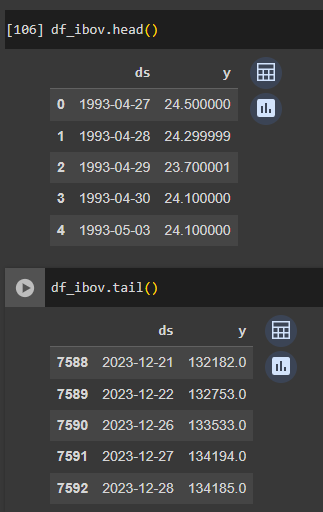 [106] df_ibov.head()
ds y
0 1993-04-27 24.500000
1 1993-04-28 24.299999
2 1993-04-29 23.700001
3 1993-04-30 24.100000
4 1993-05-03 24.100000
df_ibov.tail()
ds y
7588 2023-12-21 132182.0
7589 2023-12-22 132753.0
7590 2023-12-26 133533.0
7591 2023-12-27 134194.0
7592 2023-12-28 134185.0